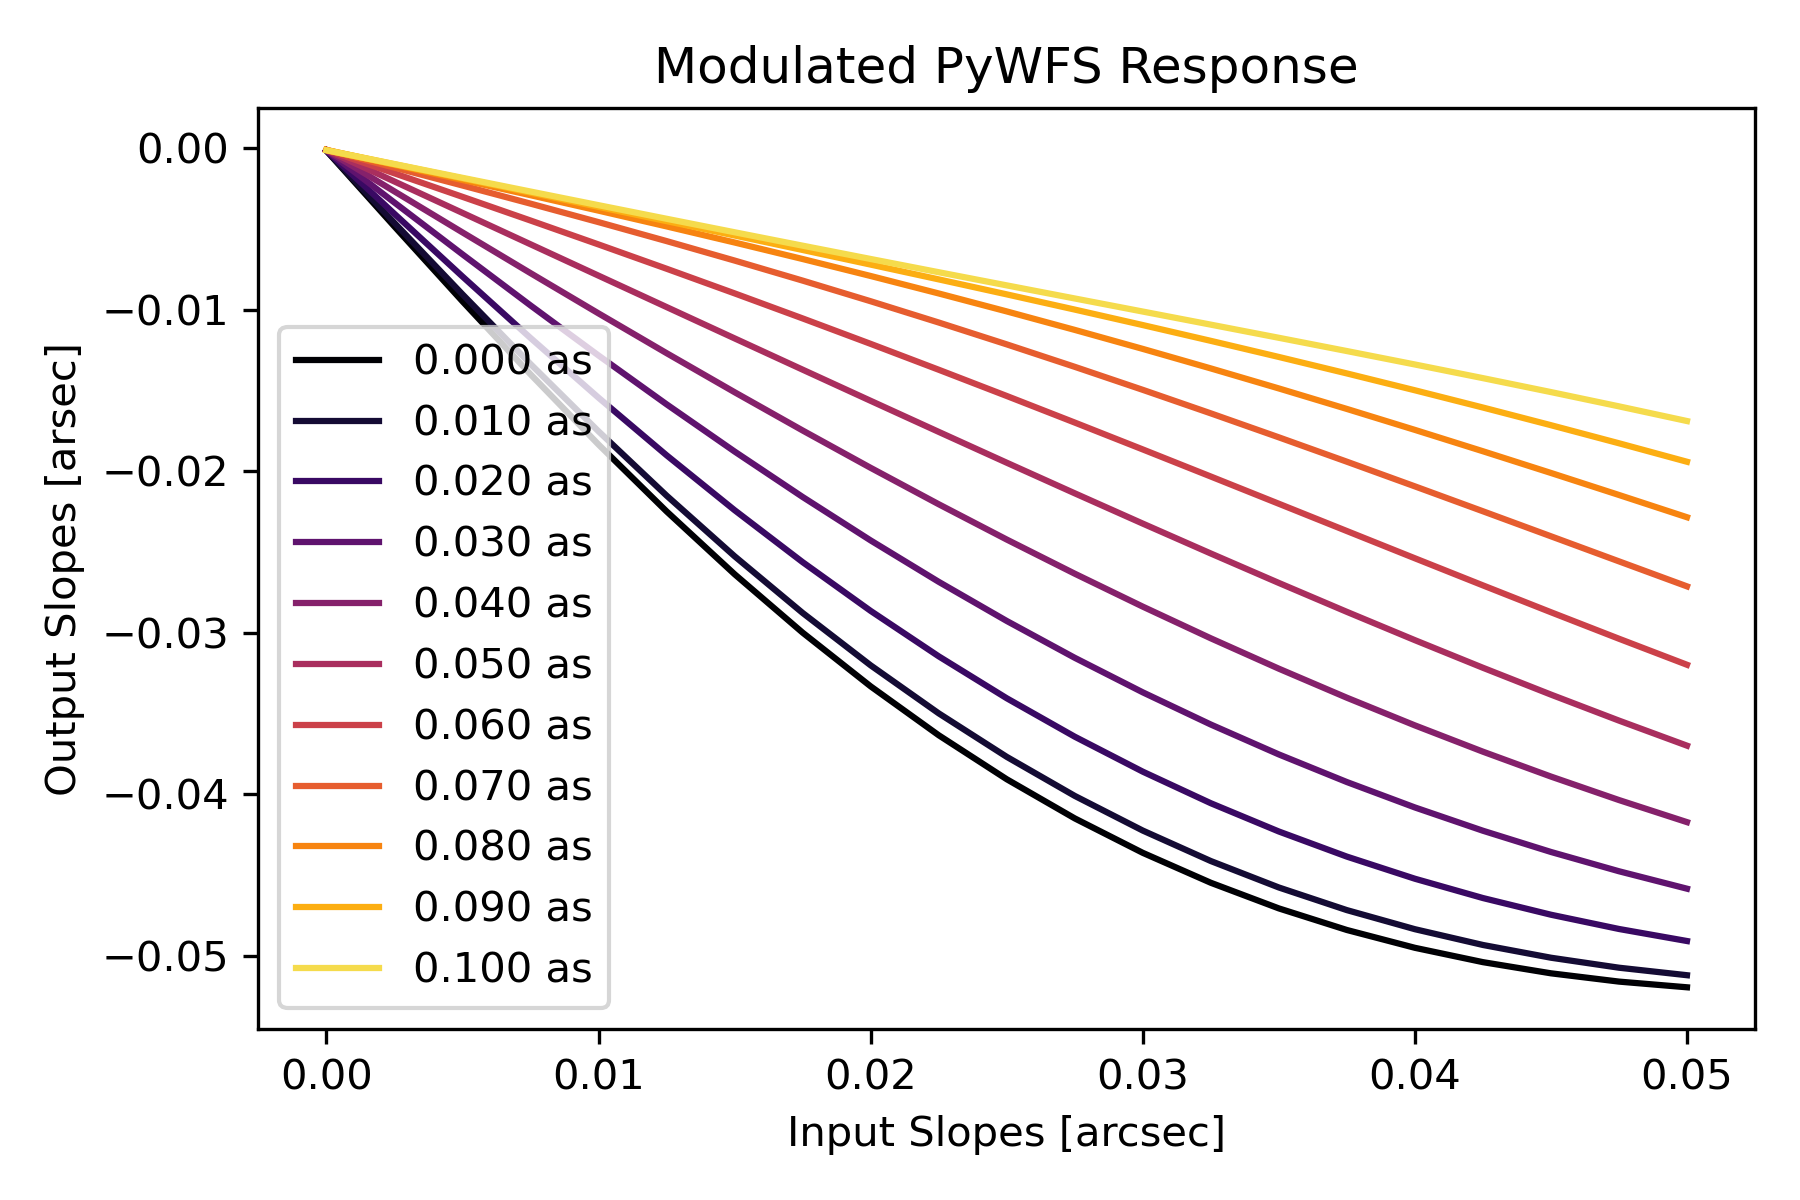 Modulated PyWFS Response
Output Slopes [arsec]
0.00
−0.01
−0.02
−0.03
−0.04
−0.05
0.000 as
0.010 as
0.020 as
0.030 as
0.040 as
0.050 as
0.060 as
0.070 as
0.080 as
0.090 as
0.100 as
0.00 0.01 0.02 0.03 0.04 0.05
Input Slopes [arcsec]